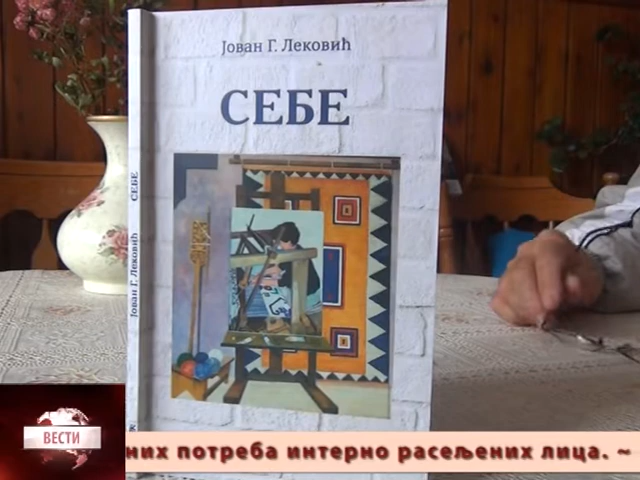 Јован Г. Лековић
СЕБЕ
Јован Г. Лековић СЕБЕ
ВЕСТИ
них потреба интерно расељених лица. ~